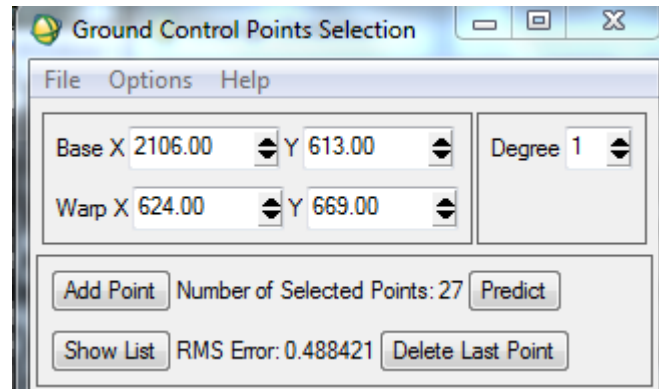 Ground Control Points Selection
File Options Help
Base X 2106.00 Y 613.00 Degree 1
Warp X 624.00 Y 669.00
Add Point Number of Selected Points: 27 Predict
Show List RMS Error: 0.488421 Delete Last Point